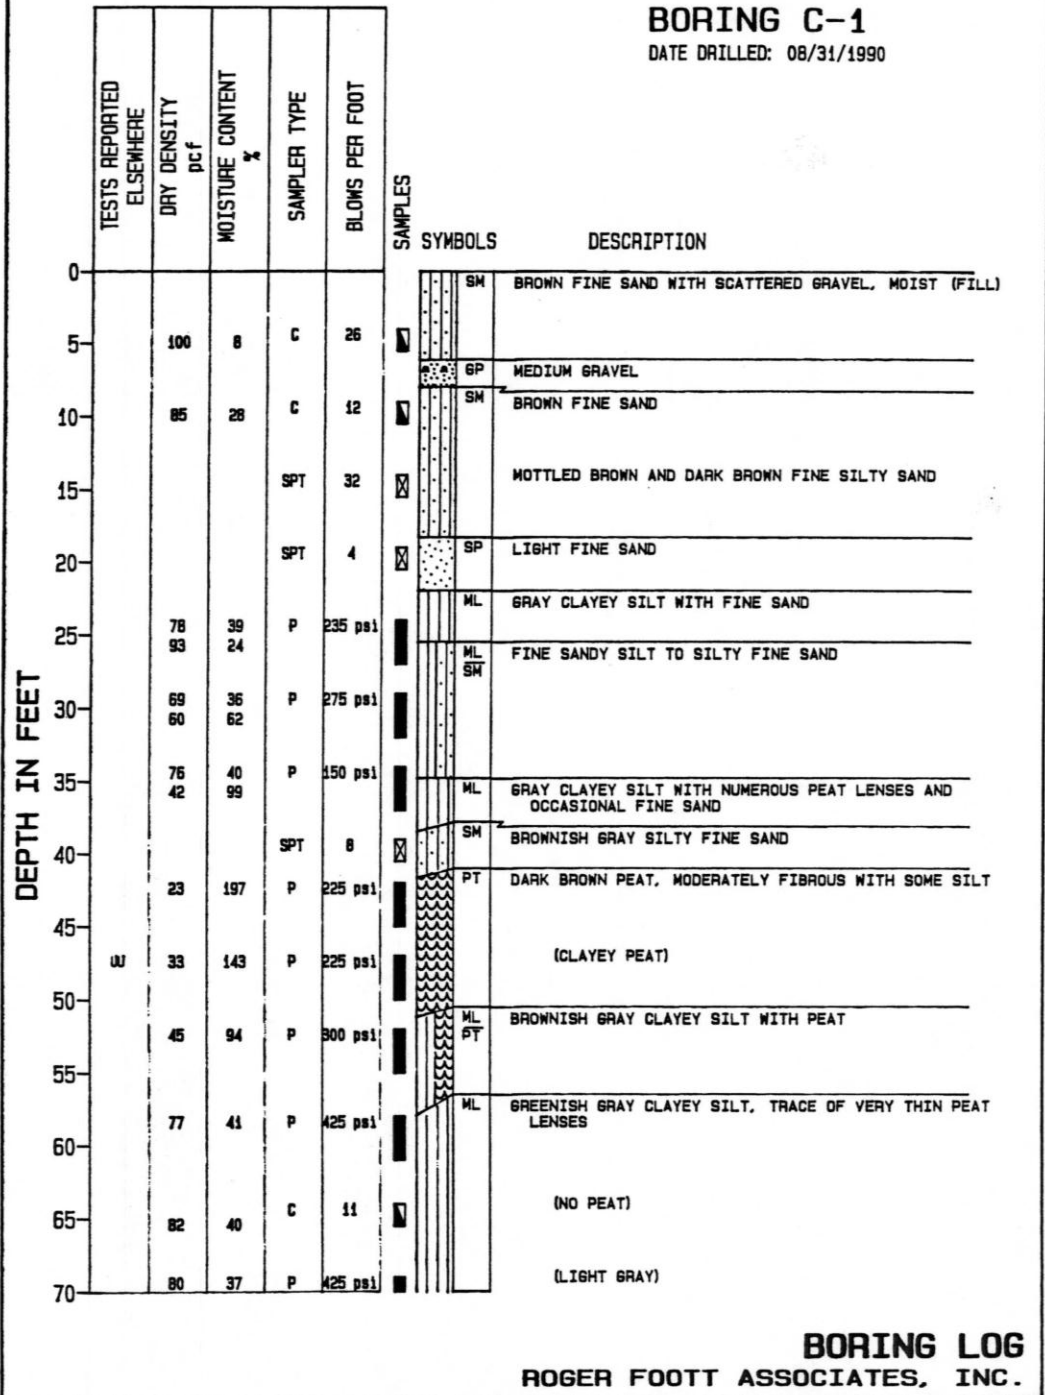 BORING C-1
DATE DRILLED: 08/31/1990
TESTS REPORTED ELSEWHERE
DRY DENSITY pcf
MOISTURE CONTENT %
SAMPLER TYPE
BLOWS PER FOOT
SAMPLES
SYMBOLS
DESCRIPTION
DEPTH IN FEET
0
SM BROWN FINE SAND WITH SCATTERED GRAVEL, MOIST (FILL)
5 100 8 C 26
GP MEDIUM GRAVEL
SM BROWN FINE SAND
10 85 28 C 12
MOTTLED BROWN AND DARK BROWN FINE SILTY SAND
15 SPT 32
SP LIGHT FINE SAND
20 SPT 4
ML GRAY CLAYEY SILT WITH FINE SAND
25 78 39 P 235 psi
93 24
ML SM FINE SANDY SILT TO SILTY FINE SAND
30 69 36 P 275 psi
60 62
35 76 40 P 150 psi
42 99
ML GRAY CLAYEY SILT WITH NUMEROUS PEAT LENSES AND
OCCASIONAL FINE SAND
SM BROWNISH GRAY SILTY FINE SAND
40 SPT 8
PT DARK BROWN PEAT, MODERATELY FIBROUS WITH SOME SILT
23 197 P 225 psi
45
UU 33 143 P 225 psi (CLAYEY PEAT)
50
ML PT BROWNISH GRAY CLAYEY SILT WITH PEAT
45 94 P 300 psi
55
ML GREENISH GRAY CLAYEY SILT, TRACE OF VERY THIN PEAT
LENSES
77 41 P 425 psi
60
(NO PEAT)
65 82 40 C 11
(LIGHT GRAY)
70 80 37 P 425 psi
BORING LOG
ROGER FOOTT ASSOCIATES, INC.